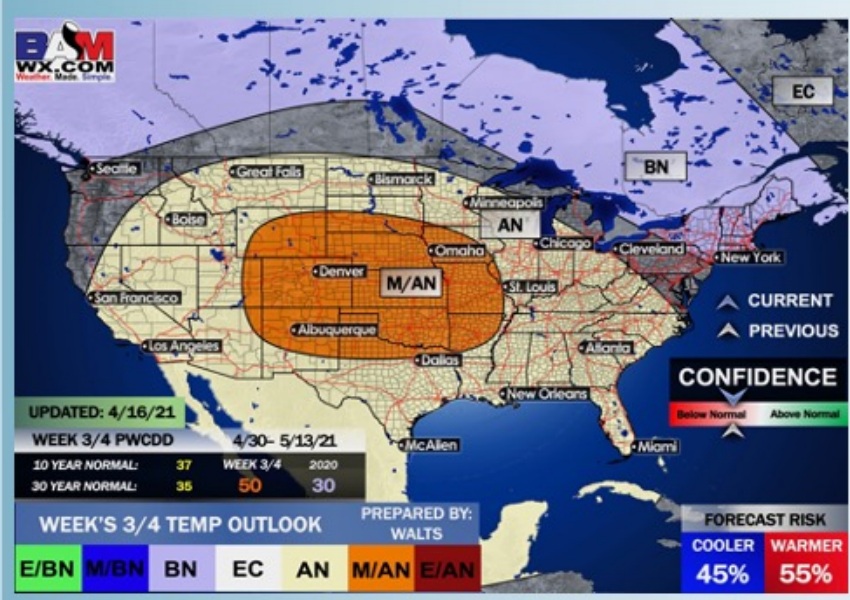 BAM
WX.COM
Weather. Made. Simple.
EC
BN
Seattle
Great Falls
Bismarck
Minneapolis
AN
Boise
Omaha
Chicago
Cleveland
New York
Denver
M/AN
St. Louis
San Francisco
CURRENT
PREVIOUS
Albuquerque
Los Angeles
Dallas
Atlanta
CONFIDENCE
New Orleans
Below Normal
Above Normal
UPDATED: 4/16/21
WEEK 3/4 PWCDD 4/30- 5/13/21
McAllen
Miami
10 YEAR NORMAL: 37 WEEK 3/4 2020
30 YEAR NORMAL: 35 50 30
WEEK'S 3/4 TEMP OUTLOOK
PREPARED BY:
WALTS
FORECAST RISK
COOLER WARMER
45% 55%
E/BN M/BN BN EC AN M/AN E/AN